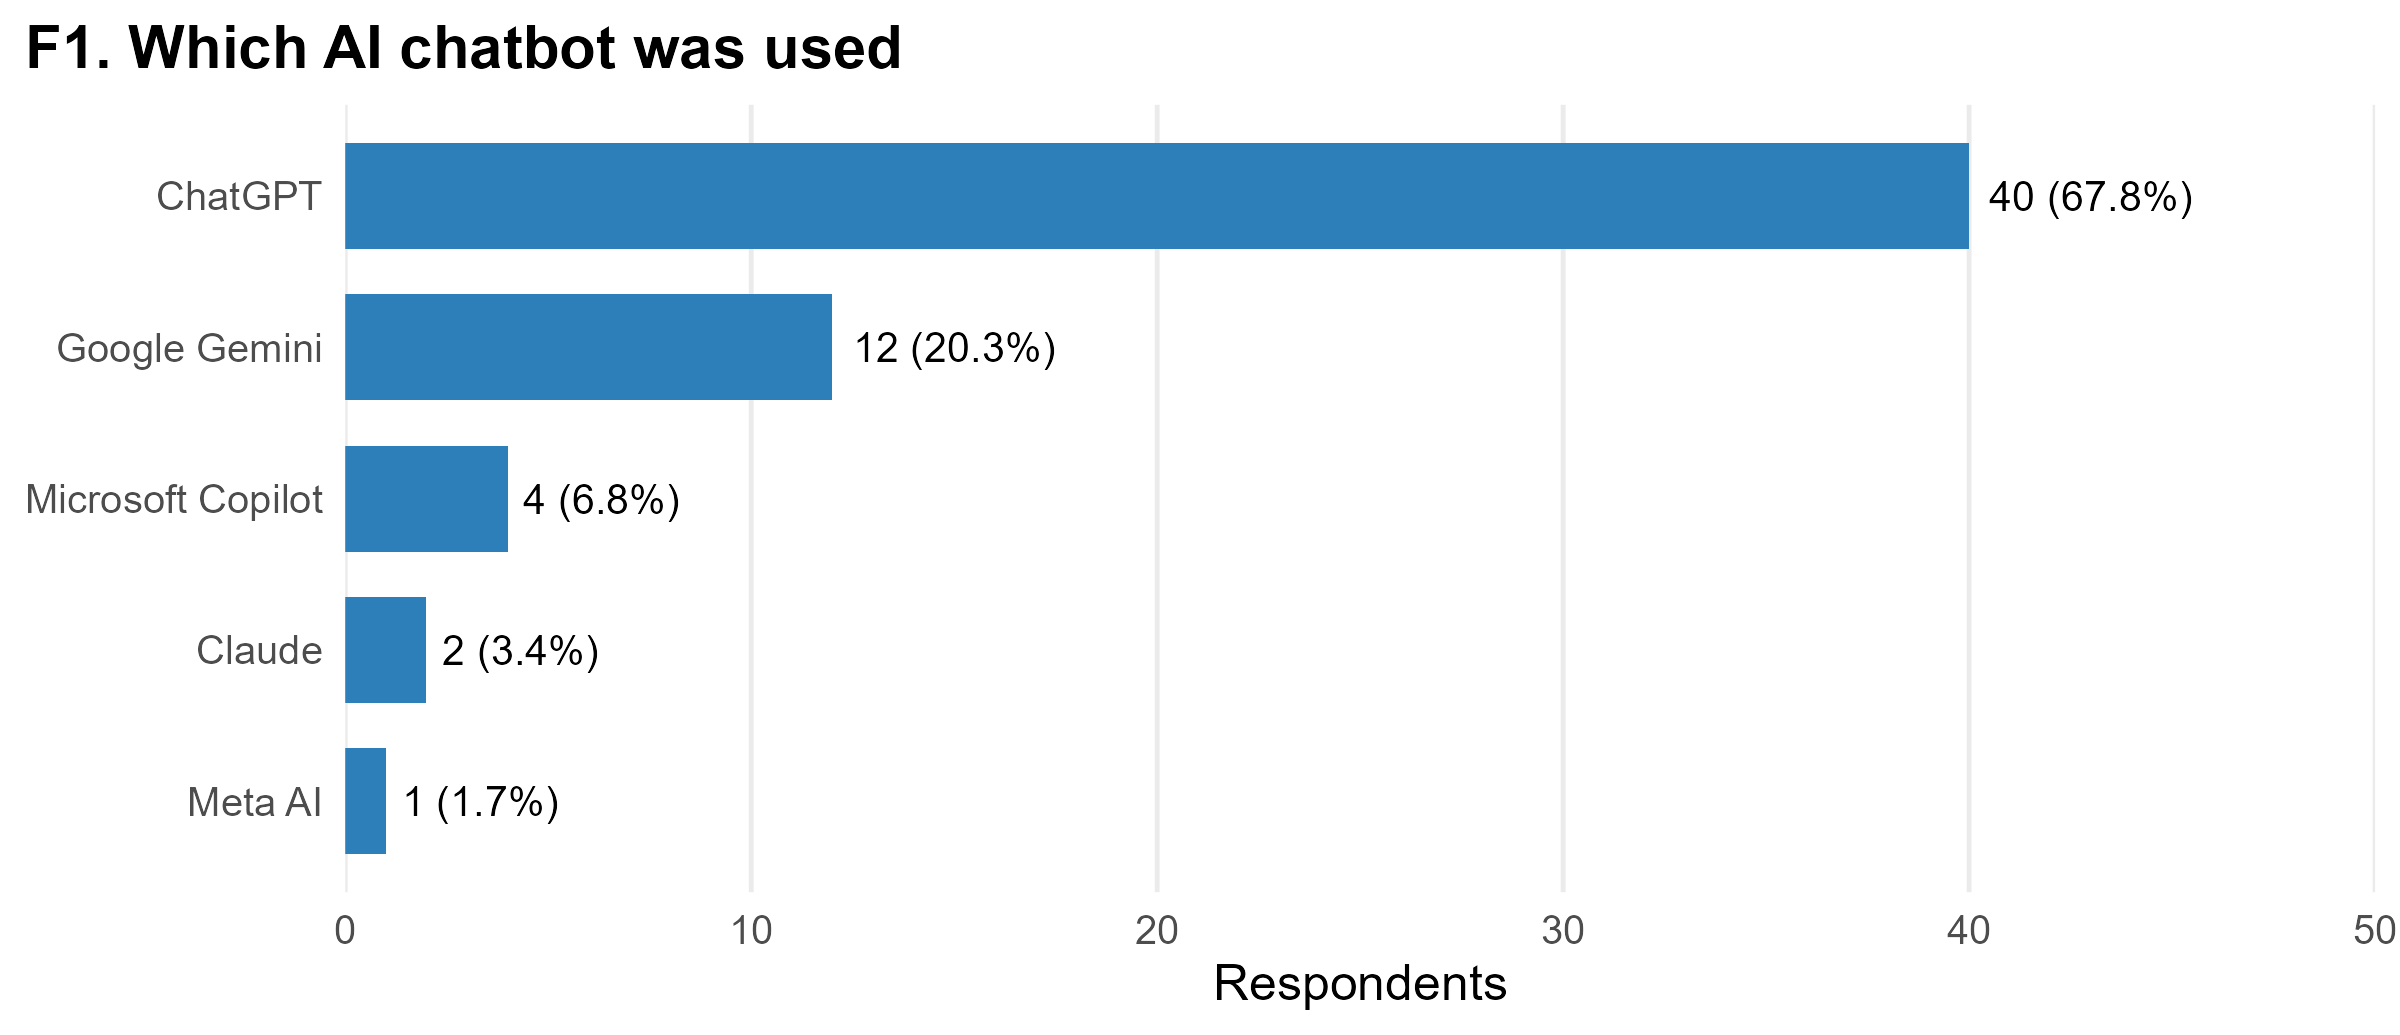 F1. Which AI chatbot was used
ChatGPT
40 (67.8%)
Google Gemini
12 (20.3%)
Microsoft Copilot
4 (6.8%)
Claude
2 (3.4%)
Meta AI
1 (1.7%)
0 10 20 30 40 50
Respondents